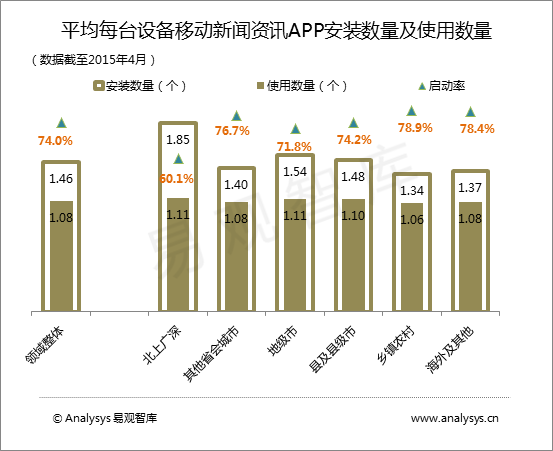 平均每台设备移动新闻资讯APP安装数量及使用数量
（数据截至2015年4月）
安装数量（个） 使用数量（个） 启动率
74.0% 76.7% 71.8% 74.2% 78.9% 78.4%
60.1%
1.46 1.85 1.40 1.54 1.48 1.34 1.37
1.08 1.11 1.08 1.11 1.10 1.06 1.08
易观智库
领域整体 北上广深 其他省会城市 地级市 县及县级市 乡镇农村 海外及其他
© Analysys 易观智库 www.analysys.cn